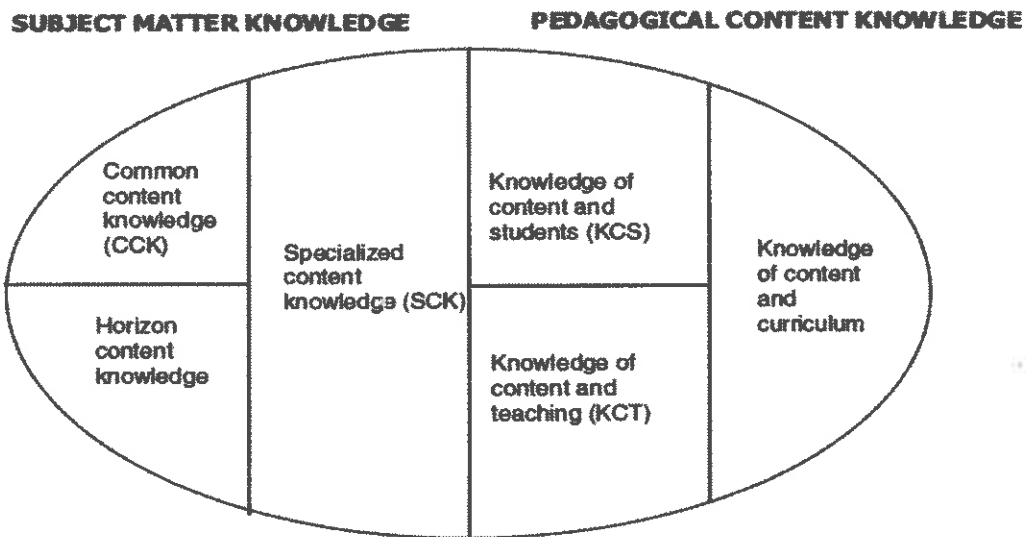 SUBJECT MATTER KNOWLEDGE
PEDAGOGICAL CONTENT KNOWLEDGE
Common
content
knowledge
(CCK)
Horizon
content
knowledge
Specialized
content
knowledge (SCK)
Knowledge of
content and
students (KCS)
Knowledge of
content and
teaching (KCT)
Knowledge
of content
and
curriculum